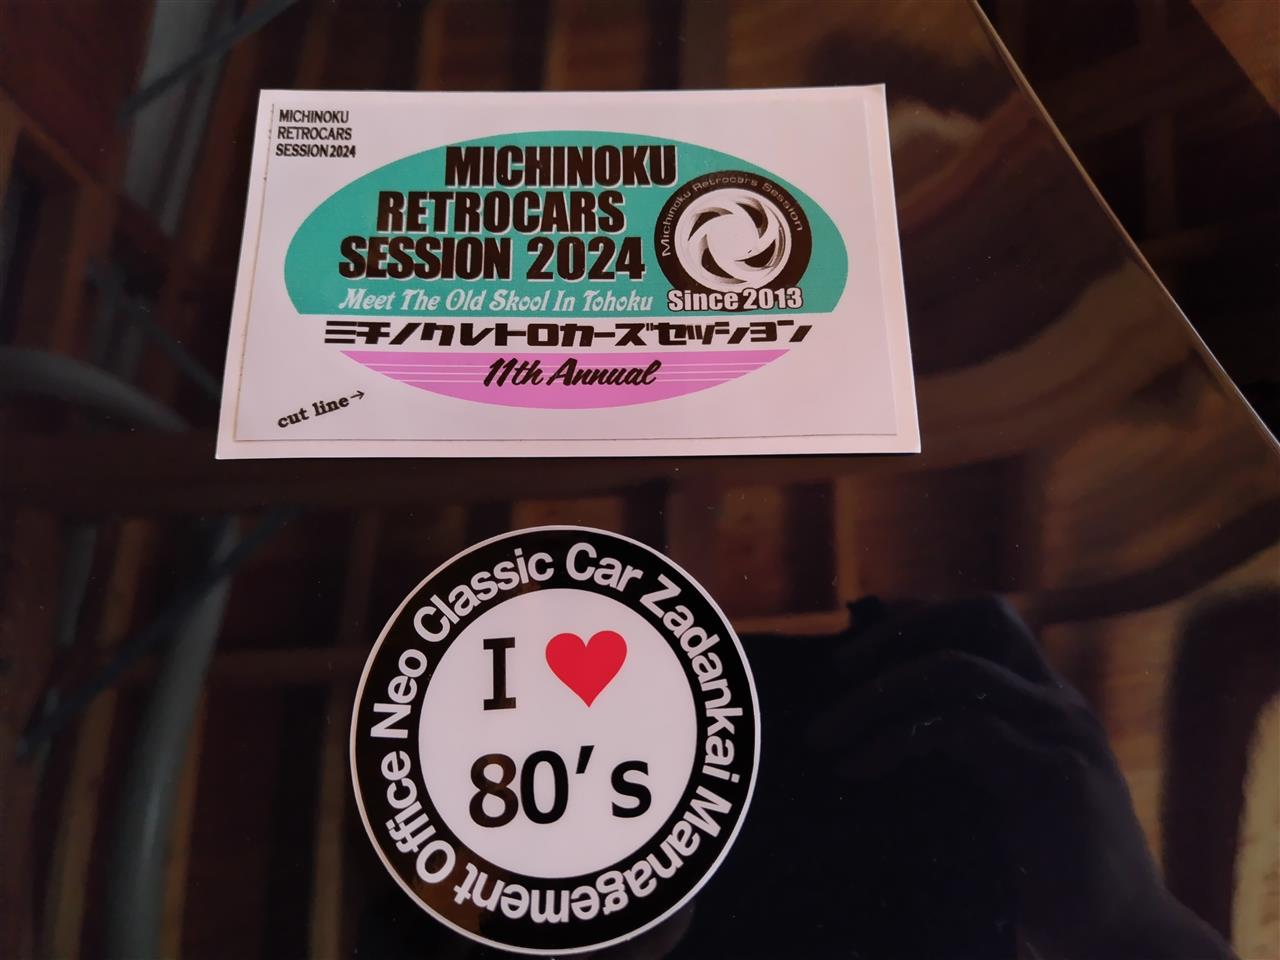 MICHINOKU
RETROCARS
SESSION 2024
MICHINOKU
RETROCARS
SESSION 2024
Meet The Old Skool In Tohoku
Michinoku Retrocars Session
Since 2013
ミチノクレトロカーズセッション
11th Annual
cut line→
Neo Classic Car Zadankai Management Office
I ♥
80's